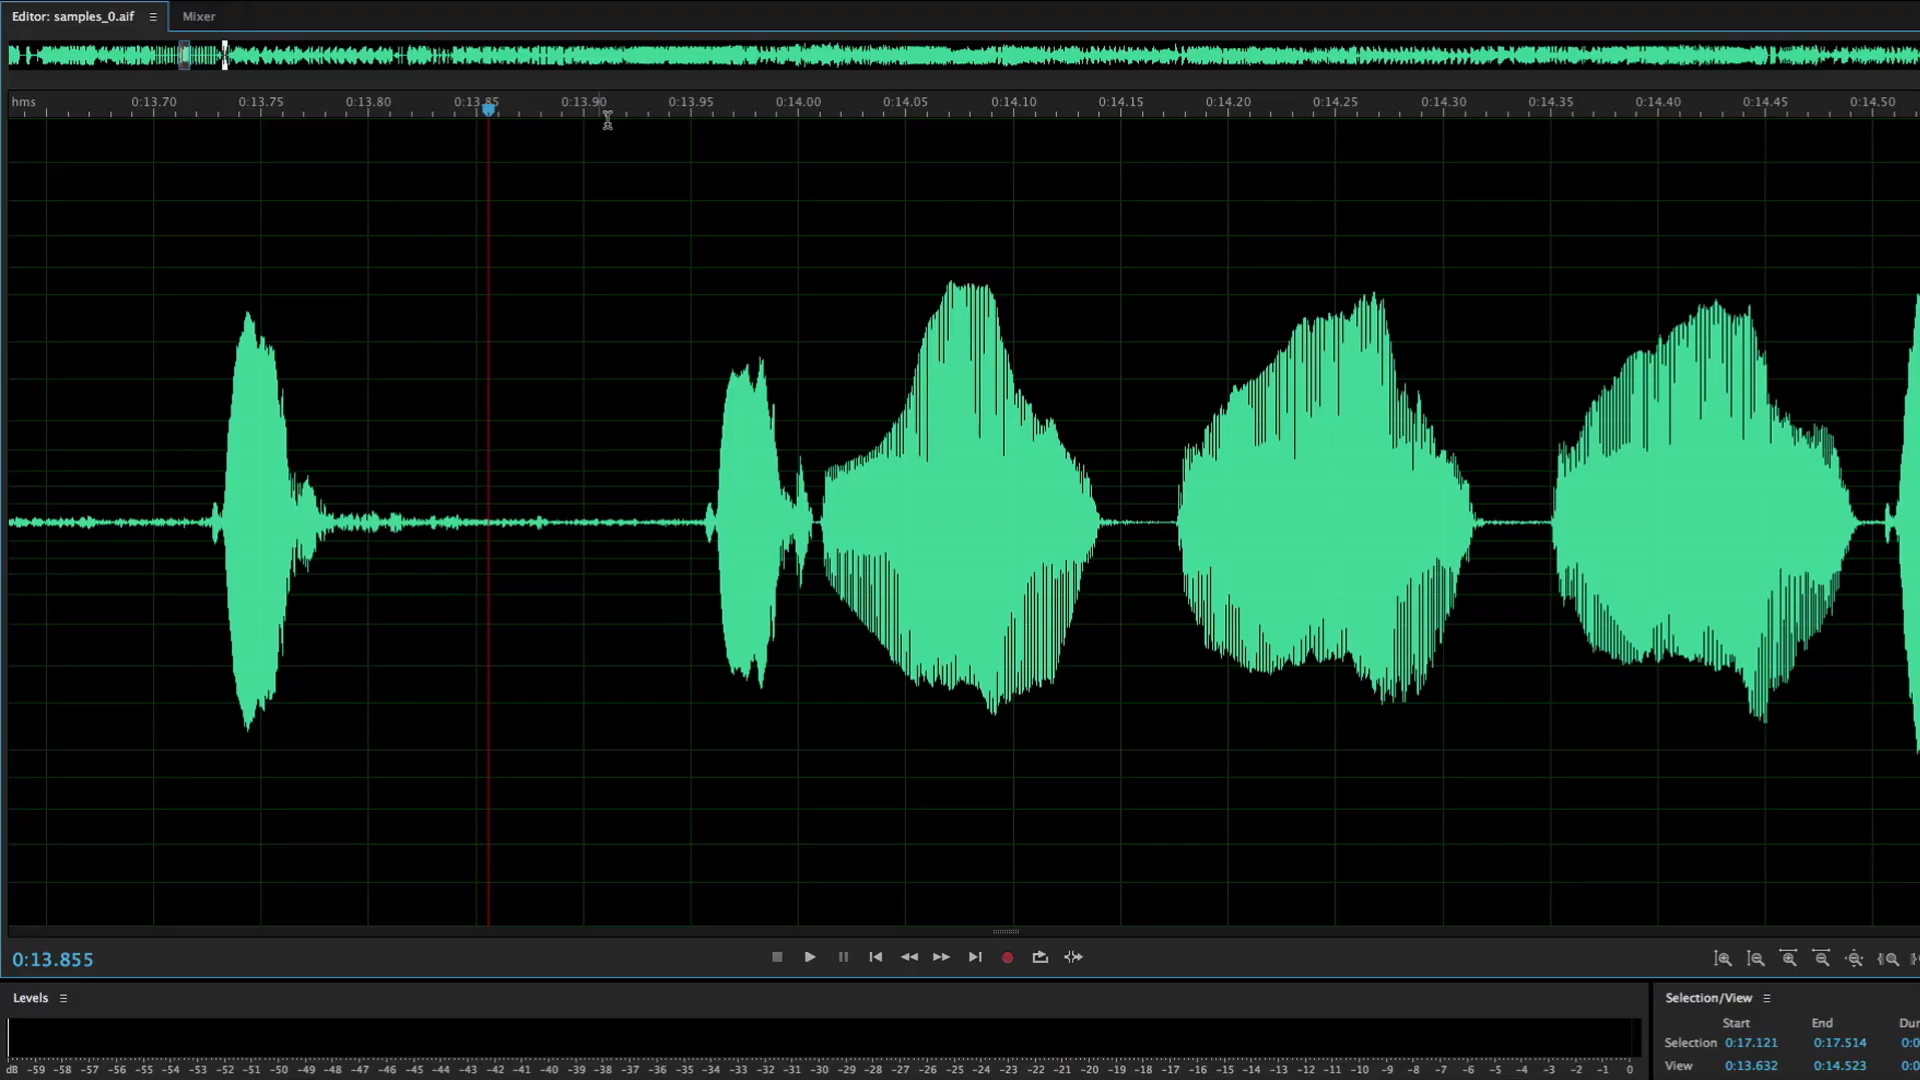 Editor: samples_0.aif Mixer
hms 0:13.70 0:13.75 0:13.80 0:13.85 0:13.90 0:13.95 0:14.00 0:14.05 0:14.10 0:14.15 0:14.20 0:14.25 0:14.30 0:14.35 0:14.40 0:14.45 0:14.50
0:13.855
Levels
dB -59 -58 -57 -56 -55 -54 -53 -52 -51 -50 -49 -48 -47 -46 -45 -44 -43 -42 -41 -40 -39 -38 -37 -36 -35 -34 -33 -32 -31 -30 -29 -28 -27 -26 -25 -24 -23 -22 -21 -20 -19 -18 -17 -16 -15 -14 -13 -12 -11 -10 -9 -8 -7 -6 -5 -4 -3 -2 -1 0
Selection/View
Start End
Selection 0:17.121 0:17.514
View 0:13.632 0:14.523